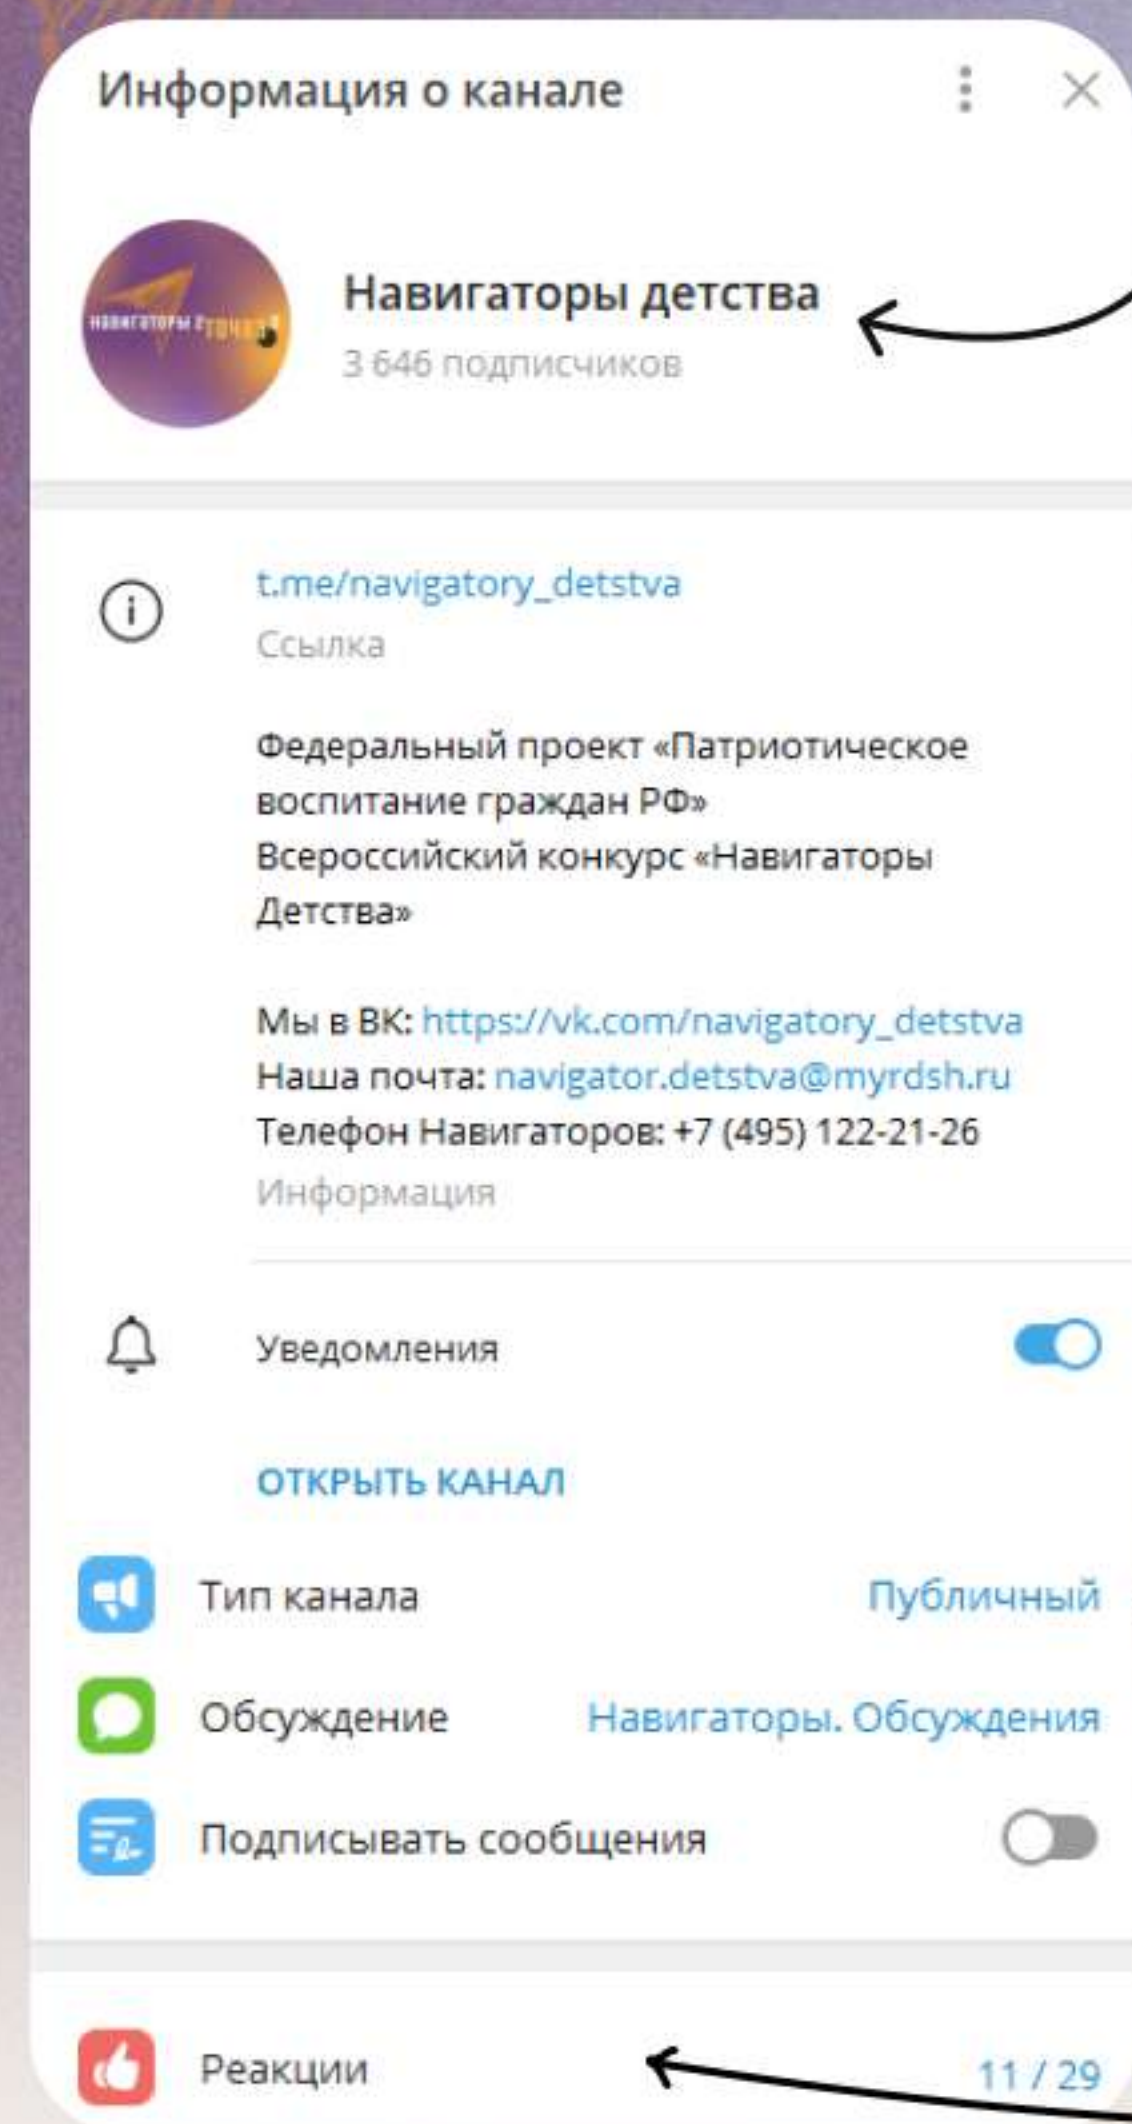 Информация о канале
НАВИГАТОРЫ
Навигаторы детства
3 646 подписчиков
t.me/navigatory_detstva
Ссылка
Федеральный проект «Патриотическое
воспитание граждан РФ»
Всероссийский конкурс «Навигаторы
Детства»
Мы в ВК: https://vk.com/navigatory_detstva
Наша почта: navigator.detstva@myrdsh.ru
Телефон Навигаторов: +7 (495) 122-21-26
Информация
Уведомления
ОТКРЫТЬ КАНАЛ
Тип канала Публичный
Обсуждение Навигаторы. Обсуждения
Подписывать сообщения
Реакции 11 / 29